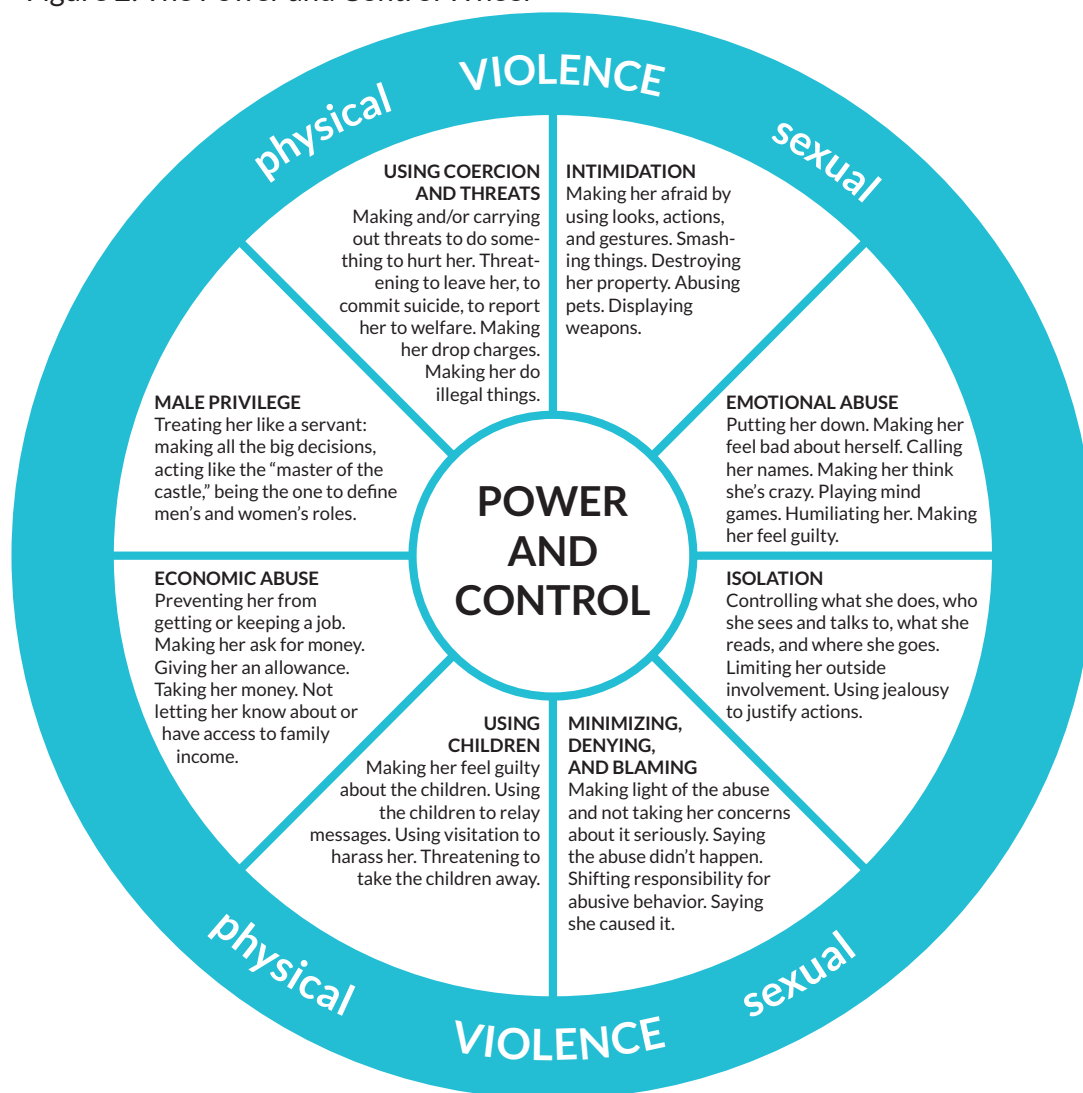 physical VIOLENCE sexual
USING COERCION
AND THREATS
Making and/or carrying
out threats to do some-
thing to hurt her. Threat-
ening to leave her, to
commit suicide, to report
her to welfare. Making
her drop charges.
Making her do
illegal things.
INTIMIDATION
Making her afraid by
using looks, actions,
and gestures. Smash-
ing things. Destroying
her property. Abusing
pets. Displaying
weapons.
MALE PRIVILEGE
Treating her like a servant:
making all the big decisions,
acting like the “master of the
castle,” being the one to define
men’s and women’s roles.
EMOTIONAL ABUSE
Putting her down. Making her
feel bad about herself. Calling
her names. Making her think
she’s crazy. Playing mind
games. Humiliating her. Making
her feel guilty.
POWER
AND
CONTROL
ECONOMIC ABUSE
Preventing her from
getting or keeping a job.
Making her ask for money.
Giving her an allowance.
Taking her money. Not
letting her know about or
have access to family
income.
ISOLATION
Controlling what she does, who
she sees and talks to, what she
reads, and where she goes.
Limiting her outside
involvement. Using jealousy
to justify actions.
USING
CHILDREN
Making her feel guilty
about the children. Using
the children to relay
messages. Using visitation to
harass her. Threatening to
take the children away.
MINIMIZING,
DENYING,
AND BLAMING
Making light of the abuse
and not taking her concerns
about it seriously. Saying
the abuse didn’t happen.
Shifting responsibility for
abusive behavior. Saying
she caused it.
physical VIOLENCE sexual